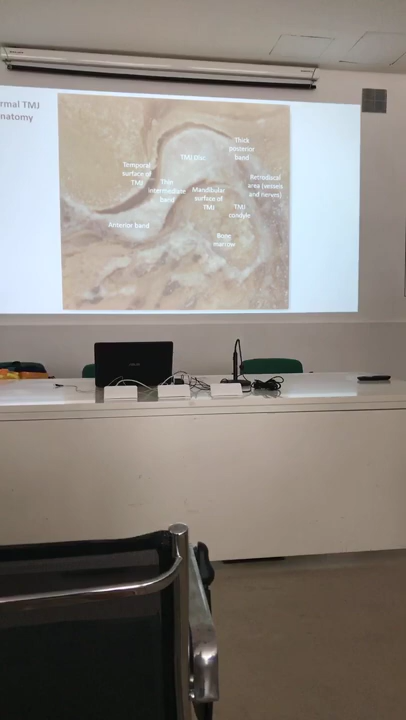 rmal TMJ
natomy
Thick
posterior
band
TMJ Disc
Temporal
surface of
TMJ
Thin
intermediate
band
Mandibular
surface of
TMJ
Retrodiscal
area (vessels
and nerves)
TMJ
condyle
Anterior band
Bone
marrow
ASUS